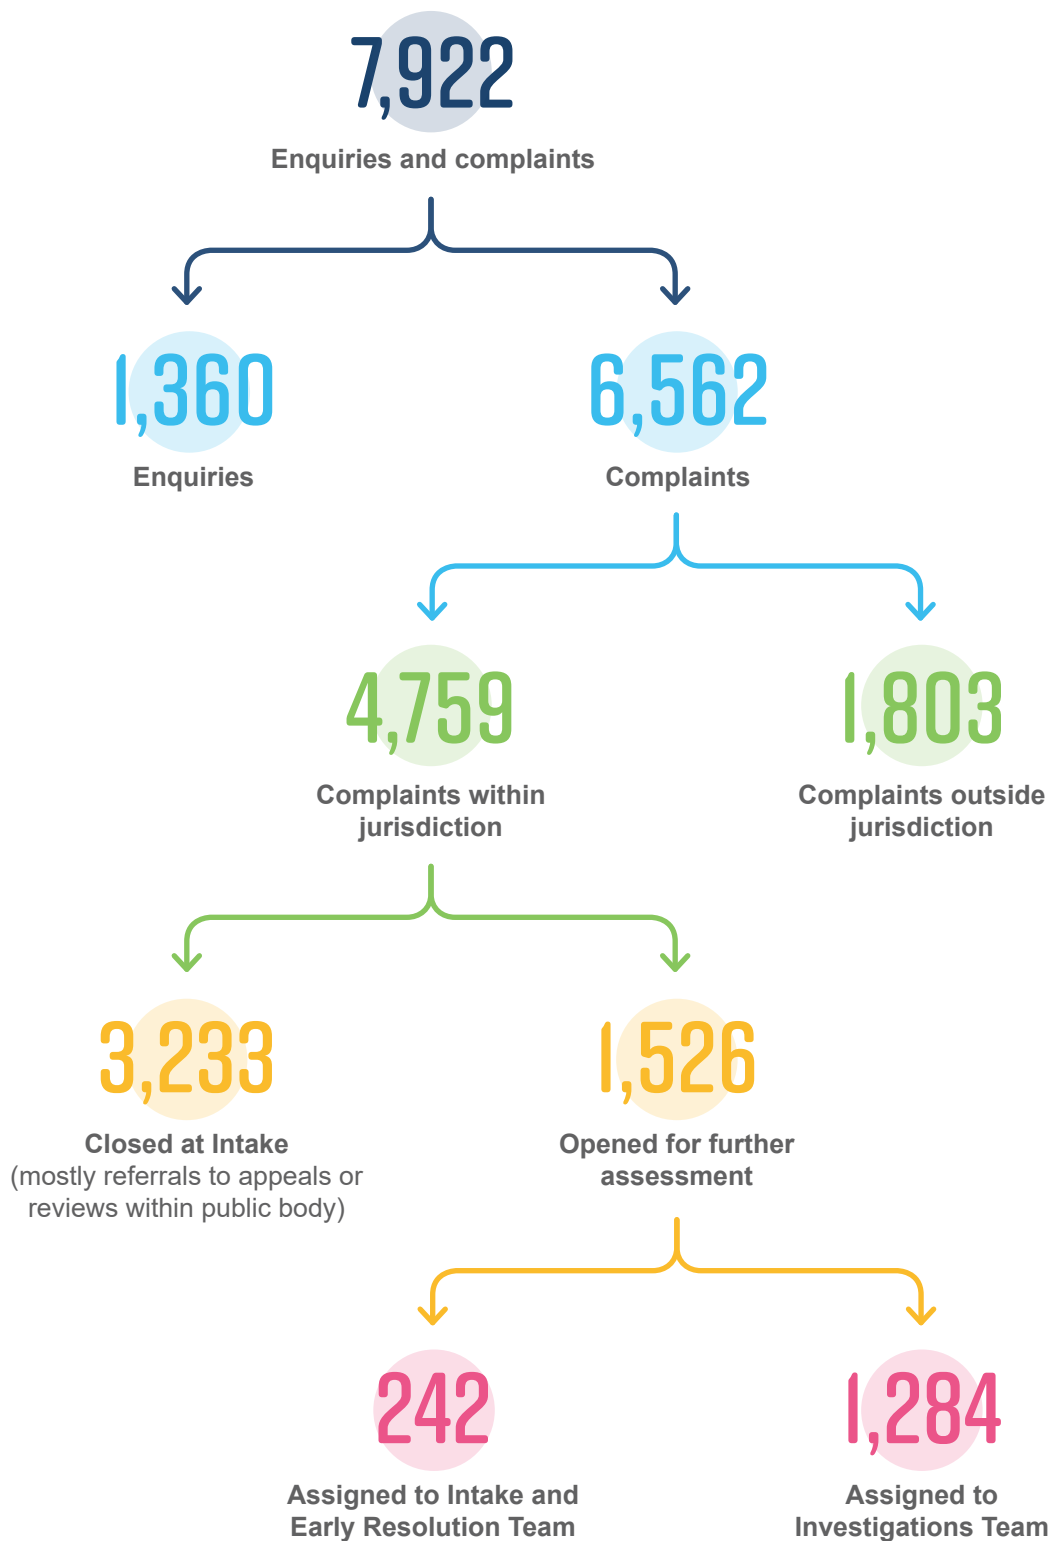 7,922
Enquiries and complaints
1,360
Enquiries
6,562
Complaints
4,759
Complaints within
jurisdiction
1,803
Complaints outside
jurisdiction
3,233
Closed at Intake
(mostly referrals to appeals or
reviews within public body)
1,526
Opened for further
assessment
242
Assigned to Intake and
Early Resolution Team
1,284
Assigned to
Investigations Team